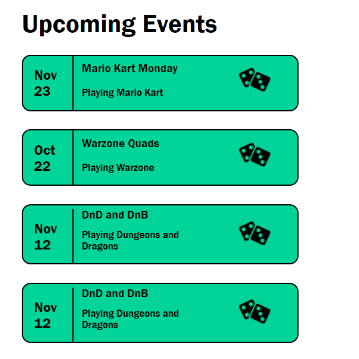 Upcoming Events
Nov
23
Mario Kart Monday
Playing Mario Kart
Oct
22
Warzone Quads
Playing Warzone
Nov
12
DnD and DnB
Playing Dungeons and
Dragons
Nov
12
DnD and DnB
Playing Dungeons and
Dragons